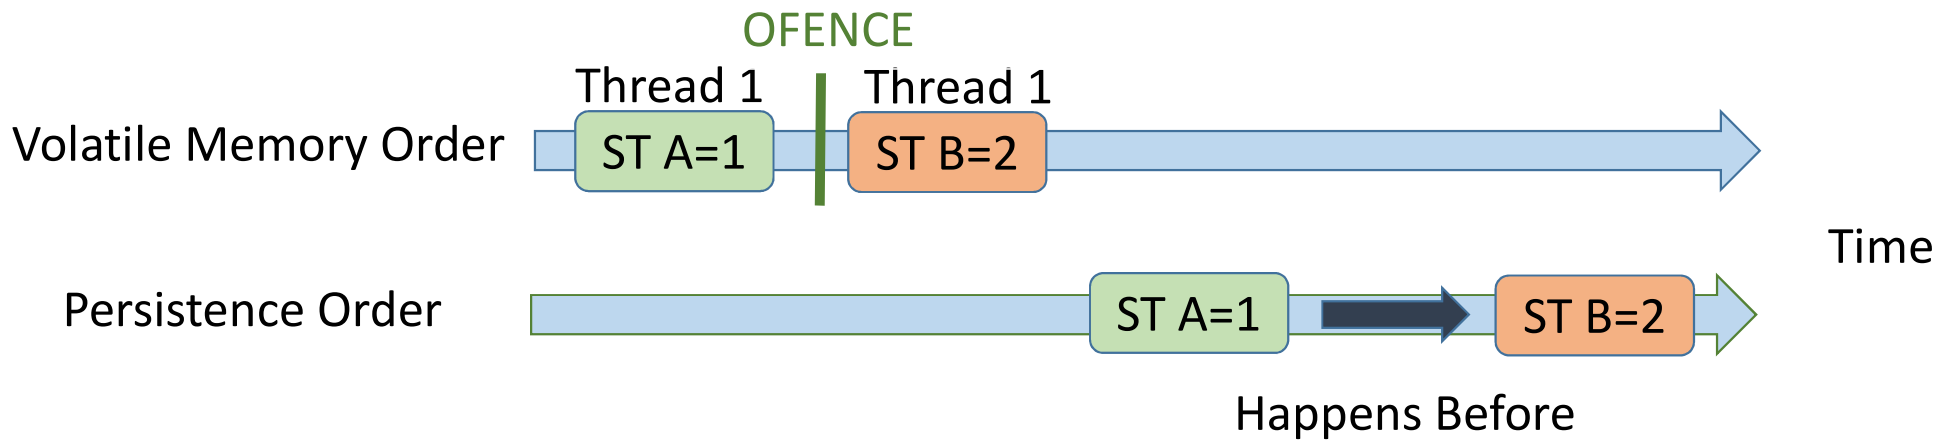 OFENCE
Thread 1 Thread 1
Volatile Memory Order ST A=1 ST B=2
Time
Persistence Order ST A=1 ST B=2
Happens Before